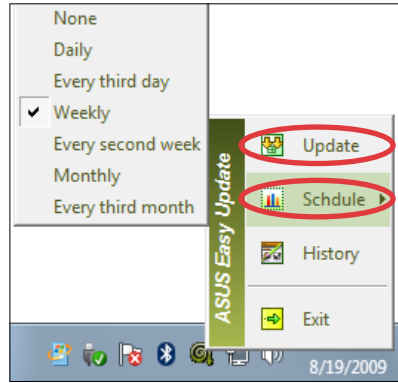 None
Daily
Every third day
Weekly
Every second week
Monthly
Every third month
ASUS Easy Update
Update
Schdule
History
Exit
8/19/2009